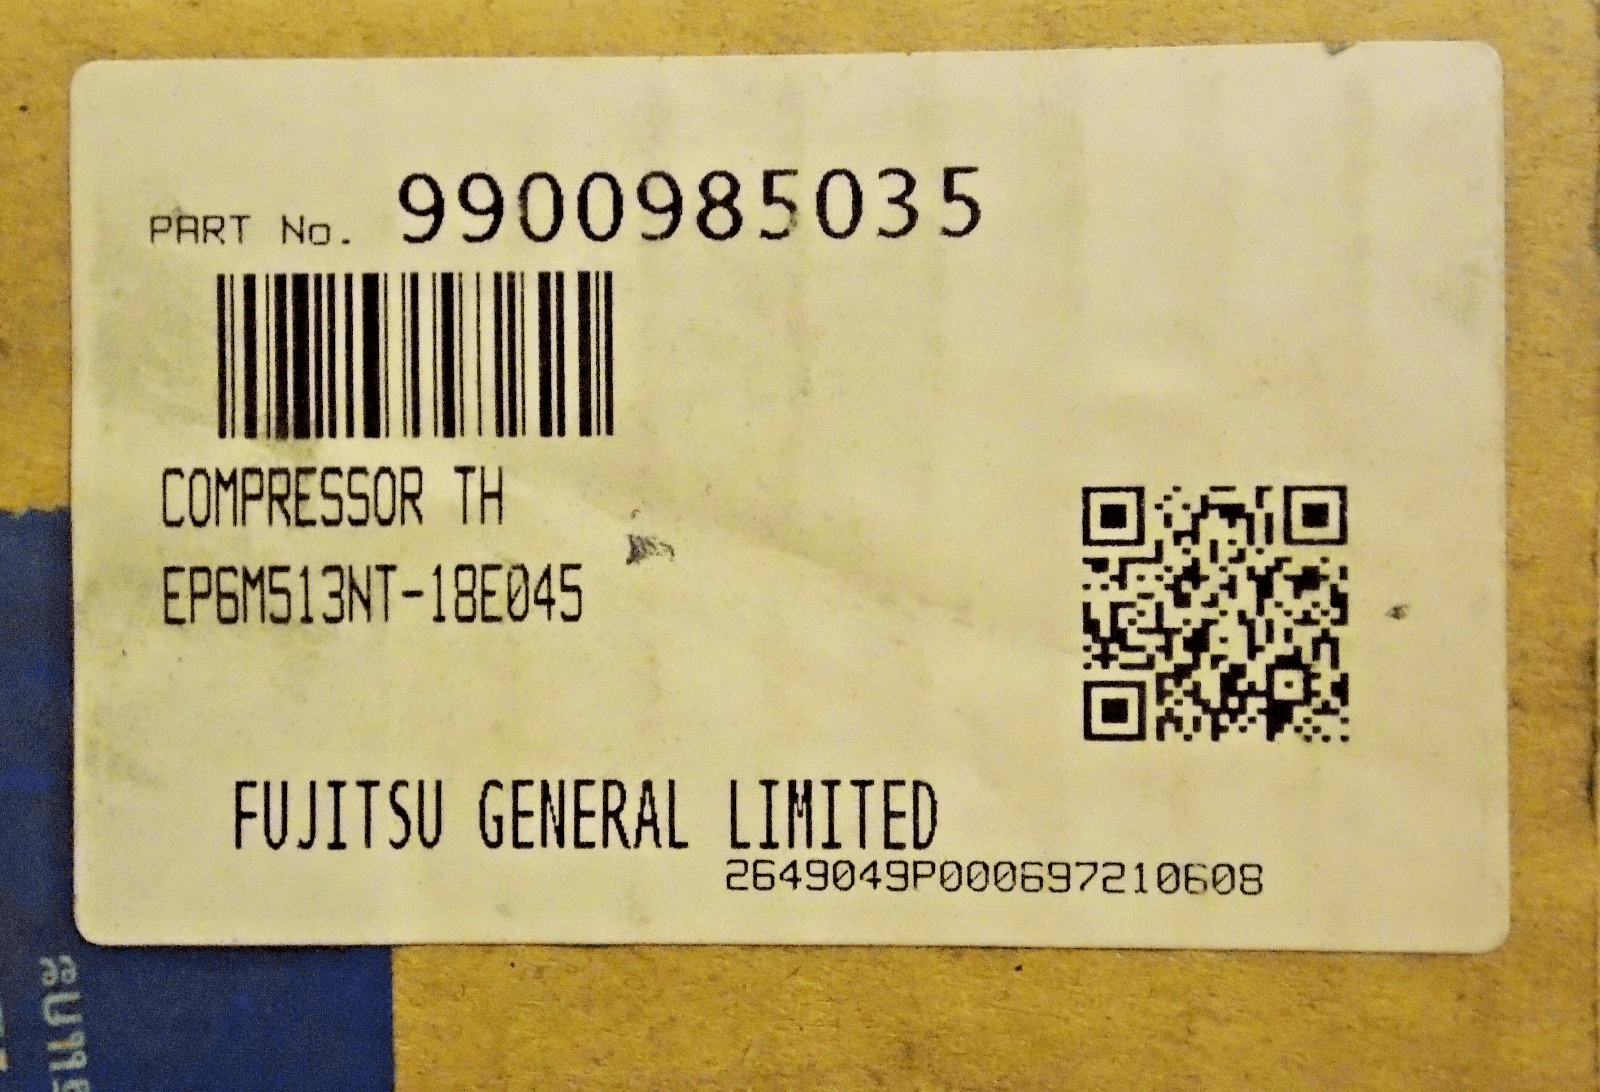 PART No. 9900985035
COMPRESSOR TH
EP6M513NT-18E045
FUJITSU GENERAL LIMITED
2649049P000697210608